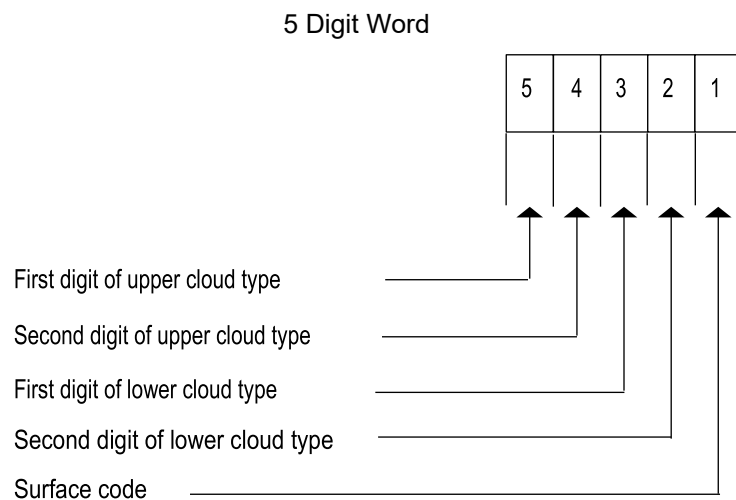 5 Digit Word
5 4 3 2 1
First digit of upper cloud type
Second digit of upper cloud type
First digit of lower cloud type
Second digit of lower cloud type
Surface code